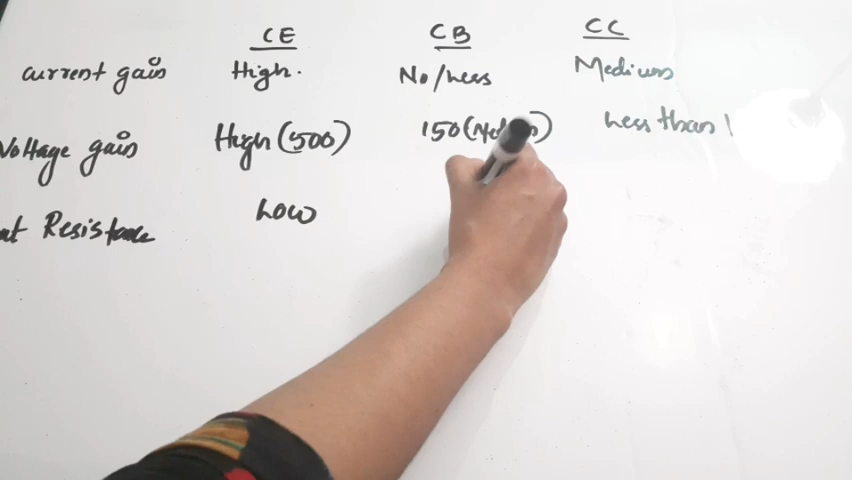 CE CB CC
current gain High. No/Less Medium
Voltage gain High (500) 150 Less than 1
Resistance Low